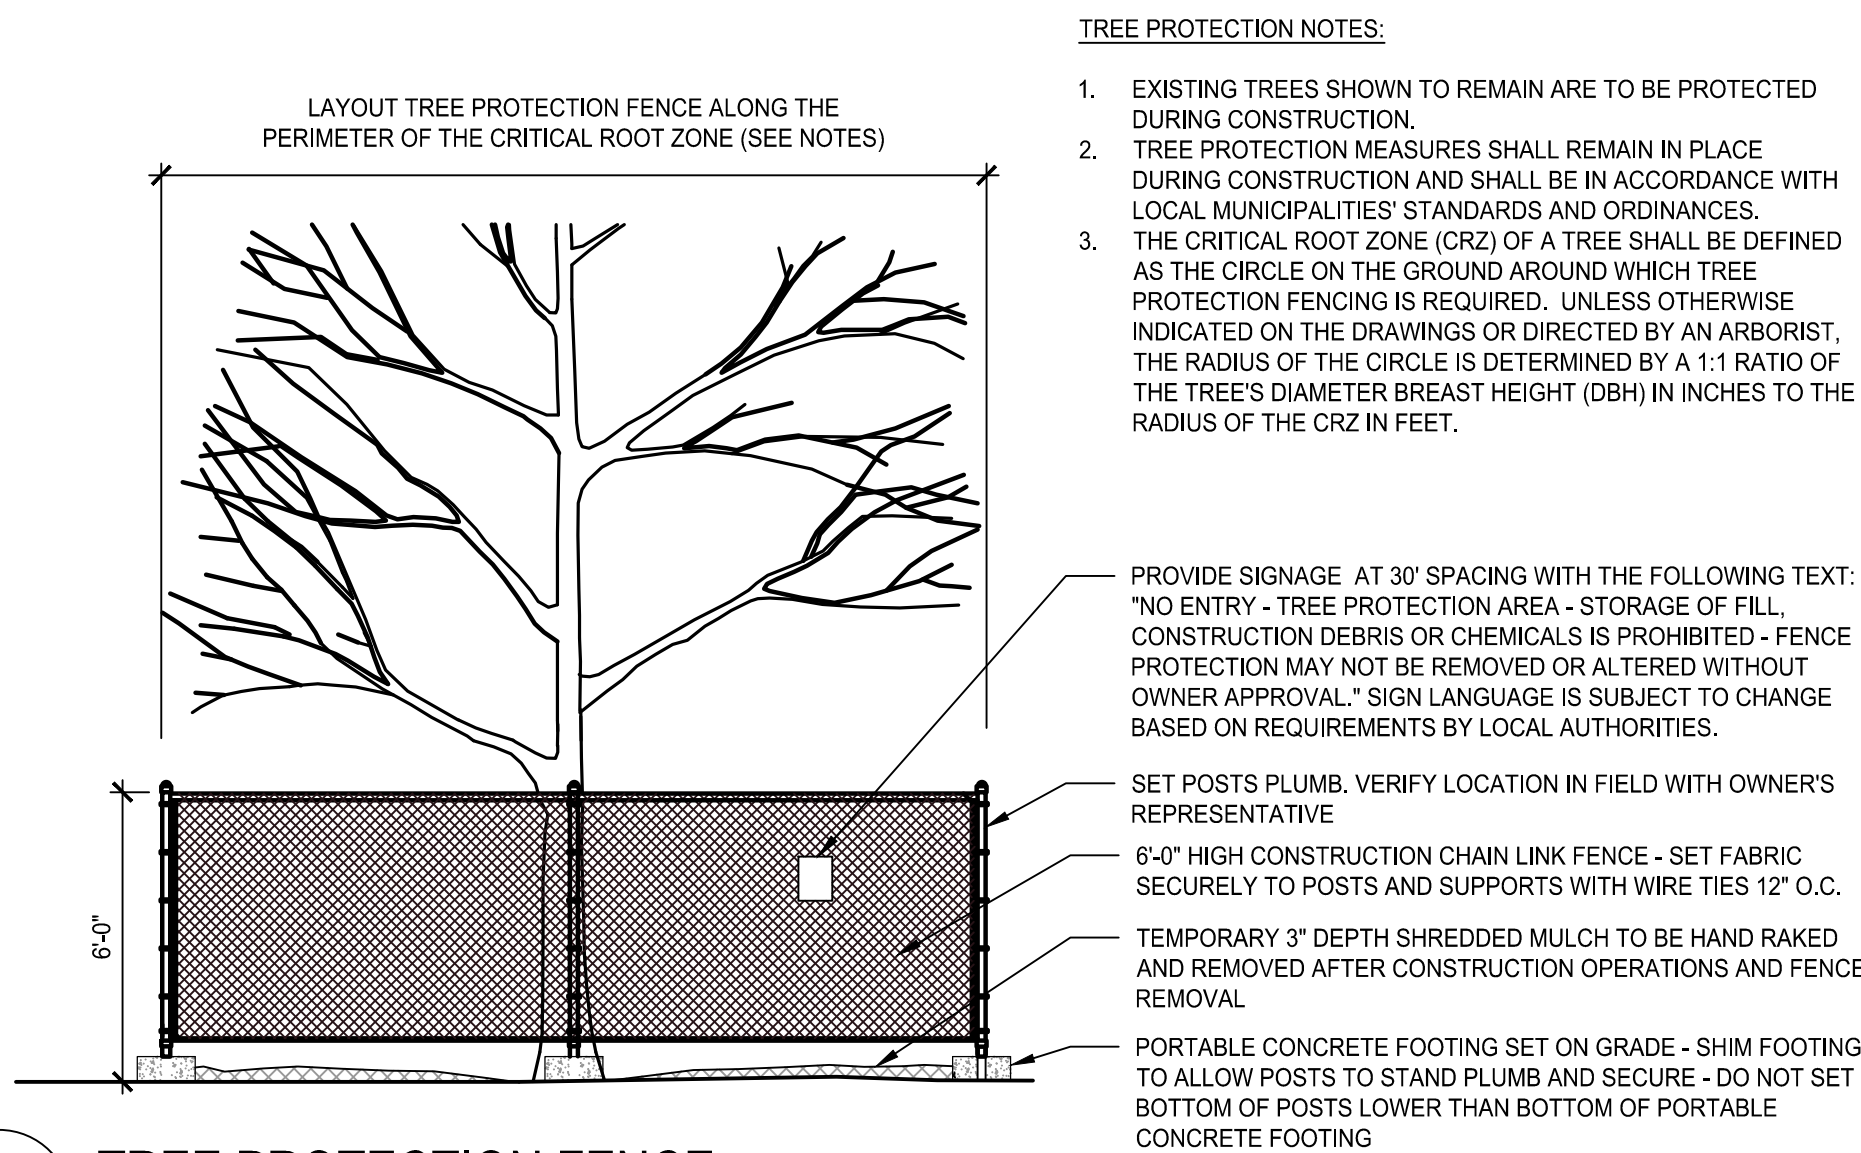 TREE PROTECTION NOTES:
1. EXISTING TREES SHOWN TO REMAIN ARE TO BE PROTECTED
DURING CONSTRUCTION.
2. TREE PROTECTION MEASURES SHALL REMAIN IN PLACE
DURING CONSTRUCTION AND SHALL BE IN ACCORDANCE WITH
LOCAL MUNICIPALITIES' STANDARDS AND ORDINANCES.
3. THE CRITICAL ROOT ZONE (CRZ) OF A TREE SHALL BE DEFINED
AS THE CIRCLE ON THE GROUND AROUND WHICH TREE
PROTECTION FENCING IS REQUIRED. UNLESS OTHERWISE
INDICATED ON THE DRAWINGS OR DIRECTED BY AN ARBORIST,
THE RADIUS OF THE CIRCLE IS DETERMINED BY A 1:1 RATIO OF
THE TREE'S DIAMETER BREAST HEIGHT (DBH) IN INCHES TO THE
RADIUS OF THE CRZ IN FEET.
LAYOUT TREE PROTECTION FENCE ALONG THE
PERIMETER OF THE CRITICAL ROOT ZONE (SEE NOTES)
PROVIDE SIGNAGE AT 30' SPACING WITH THE FOLLOWING TEXT:
"NO ENTRY - TREE PROTECTION AREA - STORAGE OF FILL,
CONSTRUCTION DEBRIS OR CHEMICALS IS PROHIBITED - FENCE
PROTECTION MAY NOT BE REMOVED OR ALTERED WITHOUT
OWNER APPROVAL." SIGN LANGUAGE IS SUBJECT TO CHANGE
BASED ON REQUIREMENTS BY LOCAL AUTHORITIES.
SET POSTS PLUMB. VERIFY LOCATION IN FIELD WITH OWNER'S
REPRESENTATIVE
6'-0" HIGH CONSTRUCTION CHAIN LINK FENCE - SET FABRIC
SECURELY TO POSTS AND SUPPORTS WITH WIRE TIES 12" O.C.
6'-0"
TEMPORARY 3" DEPTH SHREDDED MULCH TO BE HAND RAKED
AND REMOVED AFTER CONSTRUCTION OPERATIONS AND FENCE
REMOVAL
PORTABLE CONCRETE FOOTING SET ON GRADE - SHIM FOOTING
TO ALLOW POSTS TO STAND PLUMB AND SECURE - DO NOT SET
BOTTOM OF POSTS LOWER THAN BOTTOM OF PORTABLE
CONCRETE FOOTING
TREE PROTECTION FENCE